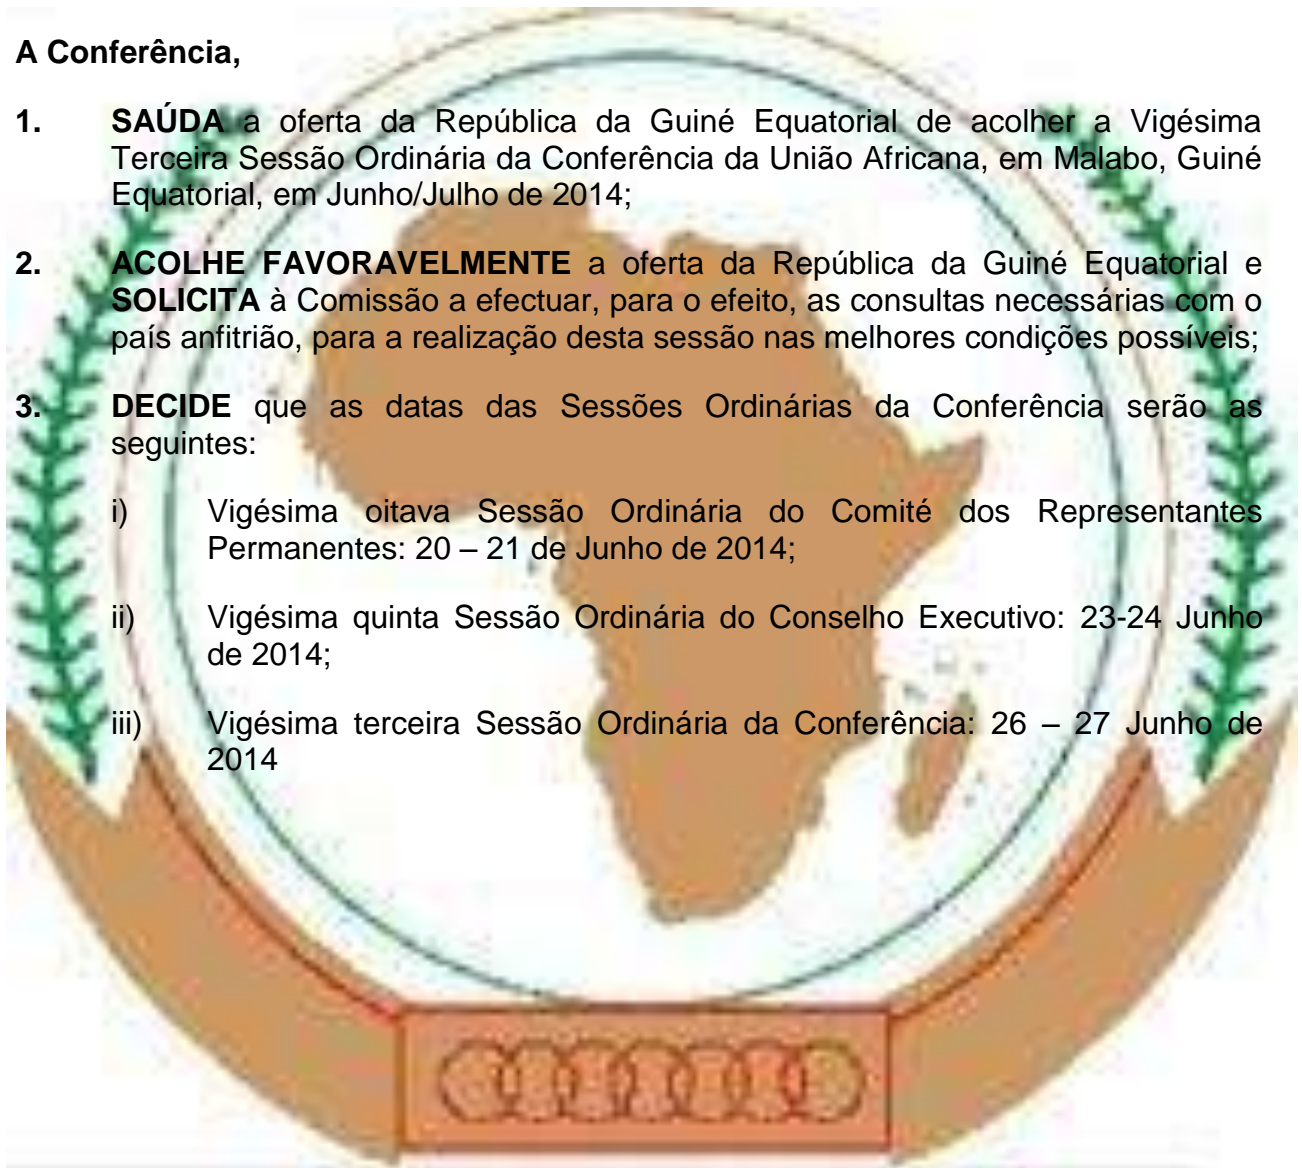 A Conferência,
1. SAÚDA a oferta da República da Guiné Equatorial de acolher a Vigésima
Terceira Sessão Ordinária da Conferência da União Africana, em Malabo, Guiné
Equatorial, em Junho/Julho de 2014;
2. ACOLHE FAVORAVELMENTE a oferta da República da Guiné Equatorial e
SOLICITA à Comissão a efectuar, para o efeito, as consultas necessárias com o
país anfitrião, para a realização desta sessão nas melhores condições possíveis;
3. DECIDE que as datas das Sessões Ordinárias da Conferência serão as
seguintes:
i) Vigésima oitava Sessão Ordinária do Comité dos Representantes
Permanentes: 20 – 21 de Junho de 2014;
ii) Vigésima quinta Sessão Ordinária do Conselho Executivo: 23-24 Junho
de 2014;
iii) Vigésima terceira Sessão Ordinária da Conferência: 26 – 27 Junho de
2014